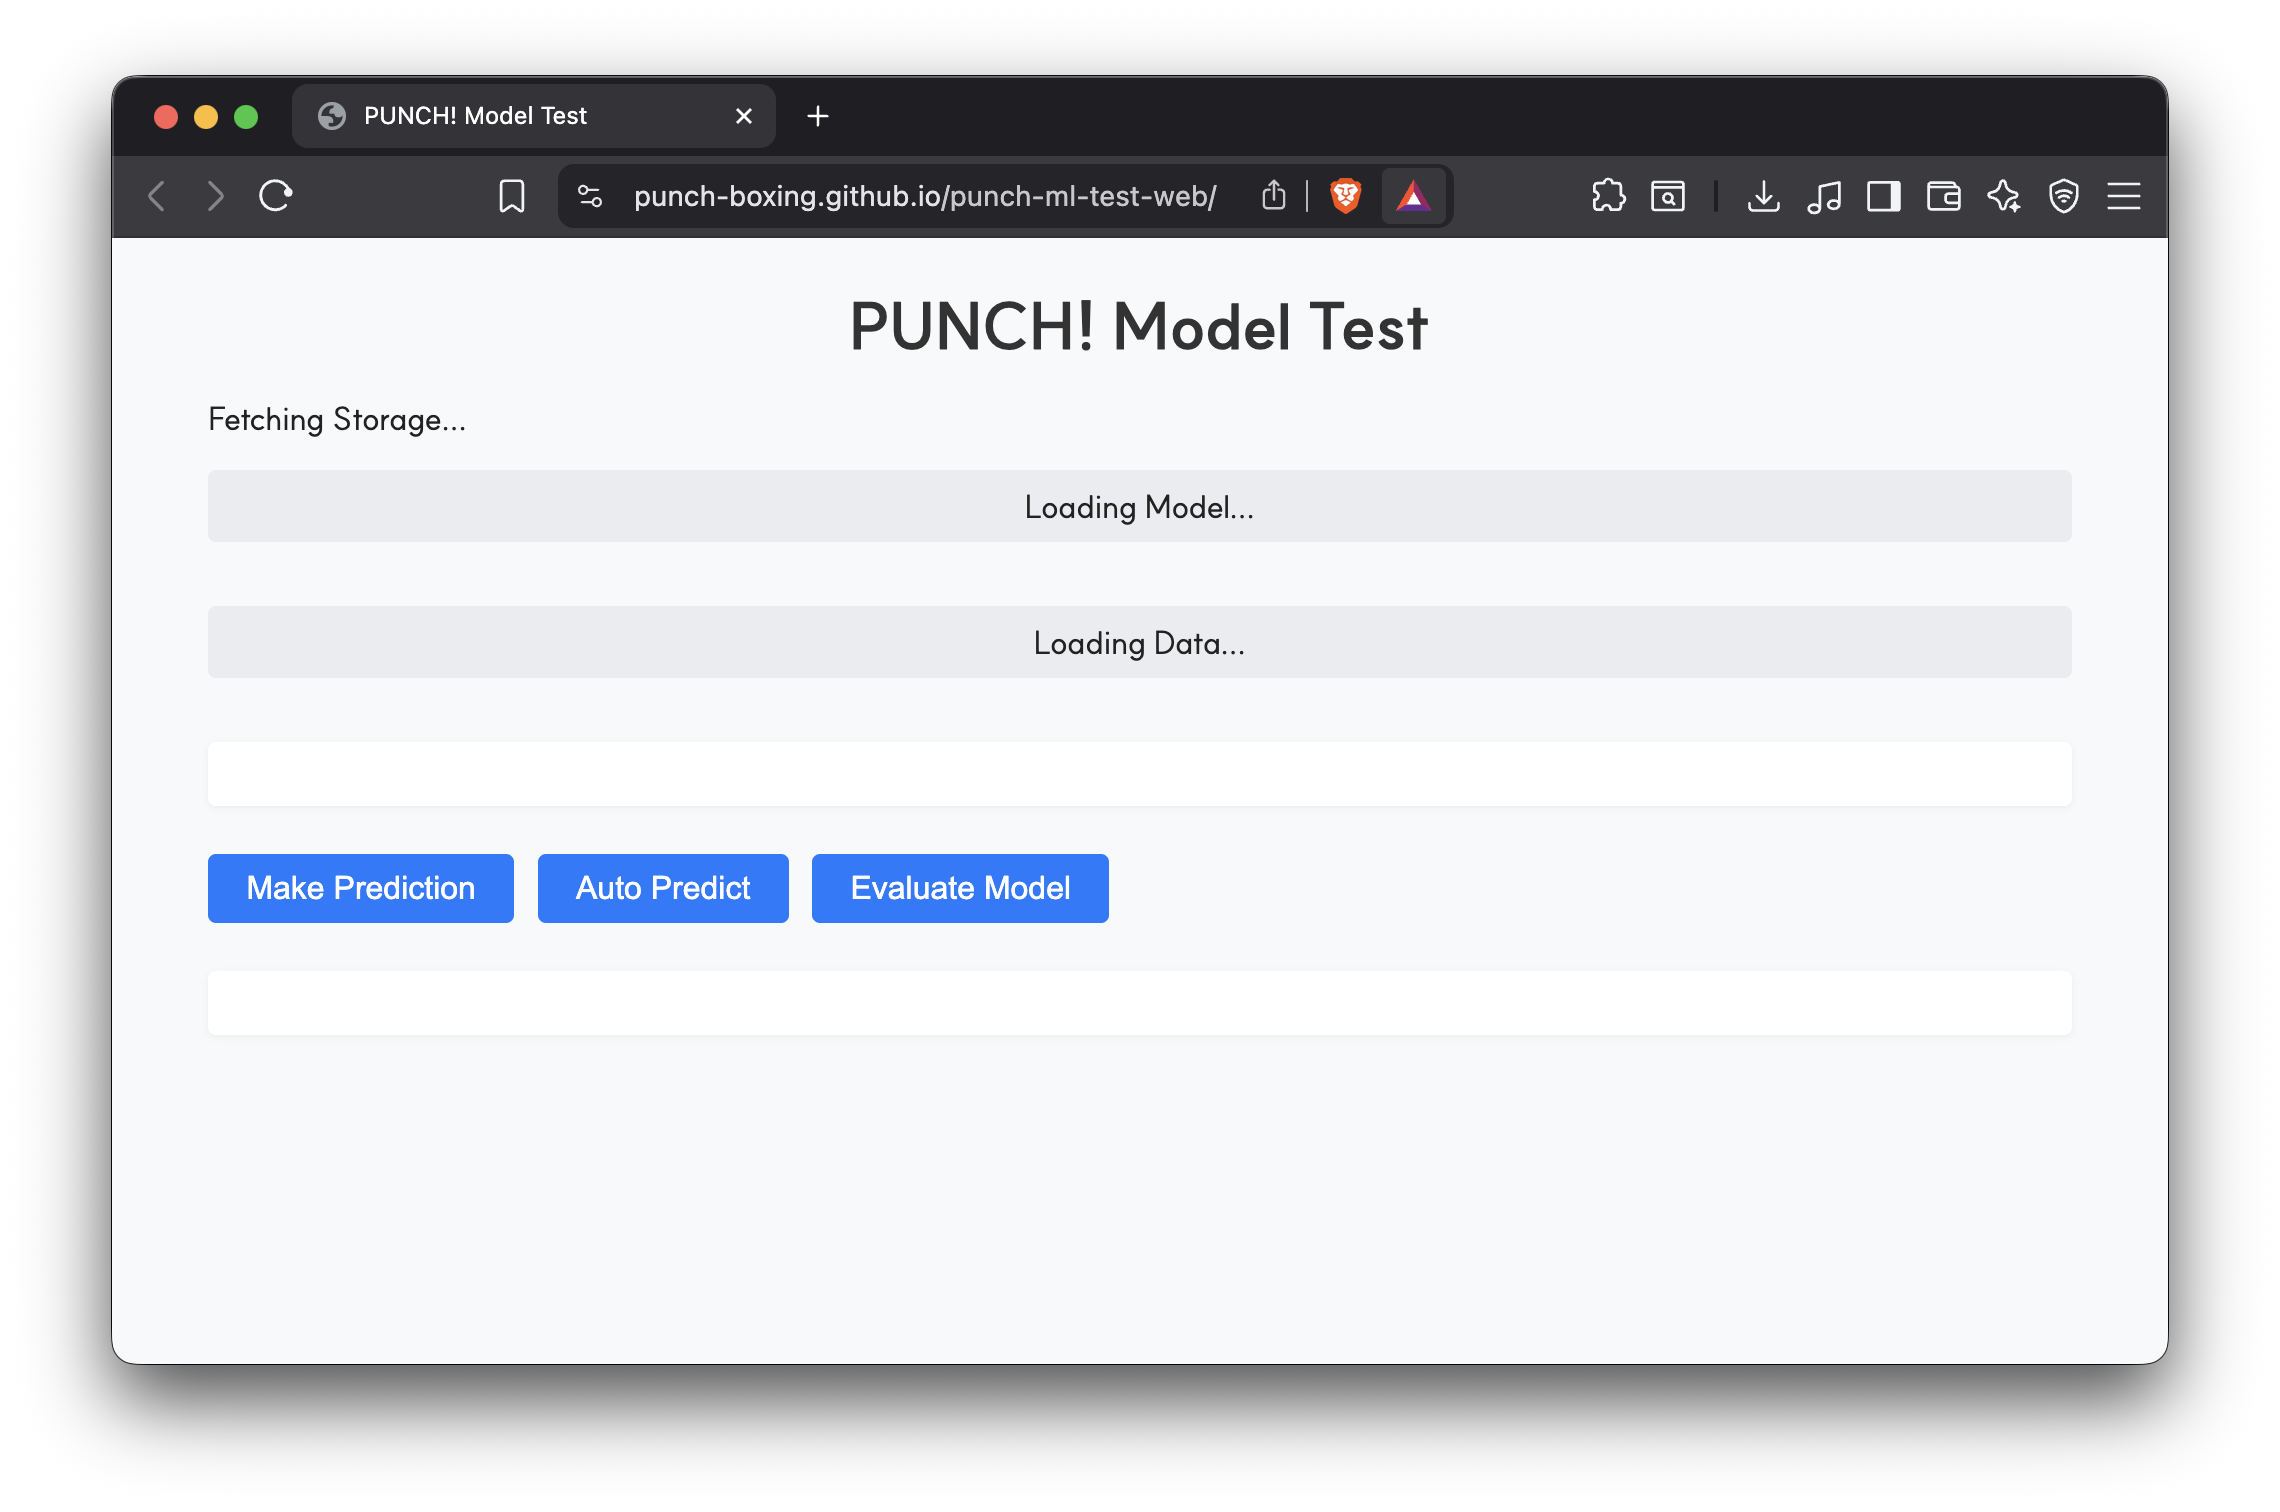 PUNCH! Model Test
punch-boxing.github.io/punch-ml-test-web/
PUNCH! Model Test
Fetching Storage...
Loading Model...
Loading Data...
Make Prediction
Auto Predict
Evaluate Model